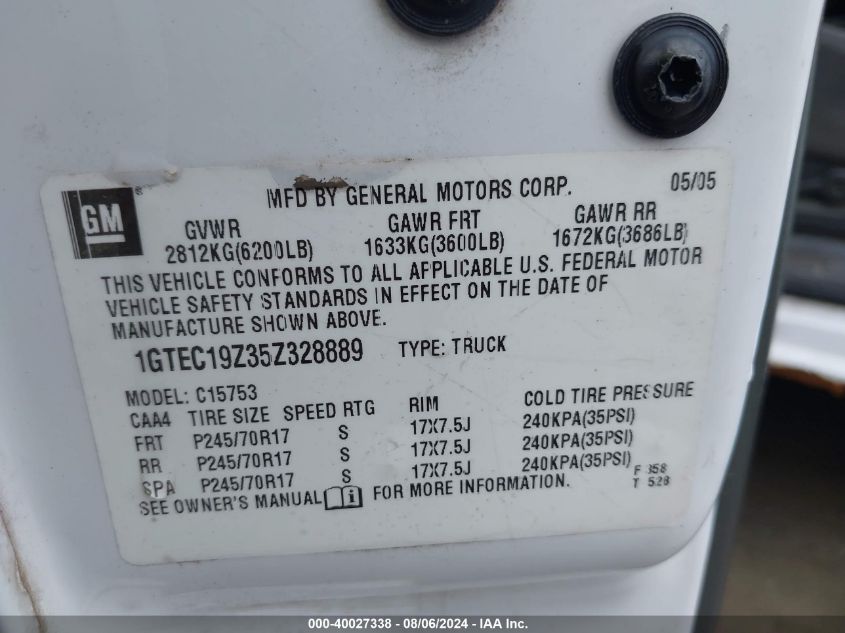 GM
MFD BY GENERAL MOTORS CORP. 05/05
GVWR GAWR FRT GAWR RR
2812KG(6200LB) 1633KG(3600LB) 1672KG(3686LB)
THIS VEHICLE CONFORMS TO ALL APPLICABLE U.S. FEDERAL MOTOR
VEHICLE SAFETY STANDARDS IN EFFECT ON THE DATE OF
MANUFACTURE SHOWN ABOVE.
1GTEC19Z35Z328889 TYPE: TRUCK
MODEL: C15753
CAA4 TIRE SIZE SPEED RTG RIM COLD TIRE PRESSURE
FRT P245/70R17 S 17X7.5J 240KPA(35PSI)
RR P245/70R17 S 17X7.5J 240KPA(35PSI)
SPA P245/70R17 S 17X7.5J 240KPA(35PSI)
SEE OWNER'S MANUAL FOR MORE INFORMATION.
F 358
T 528
000-40027338 - 08/06/2024 - IAA Inc.